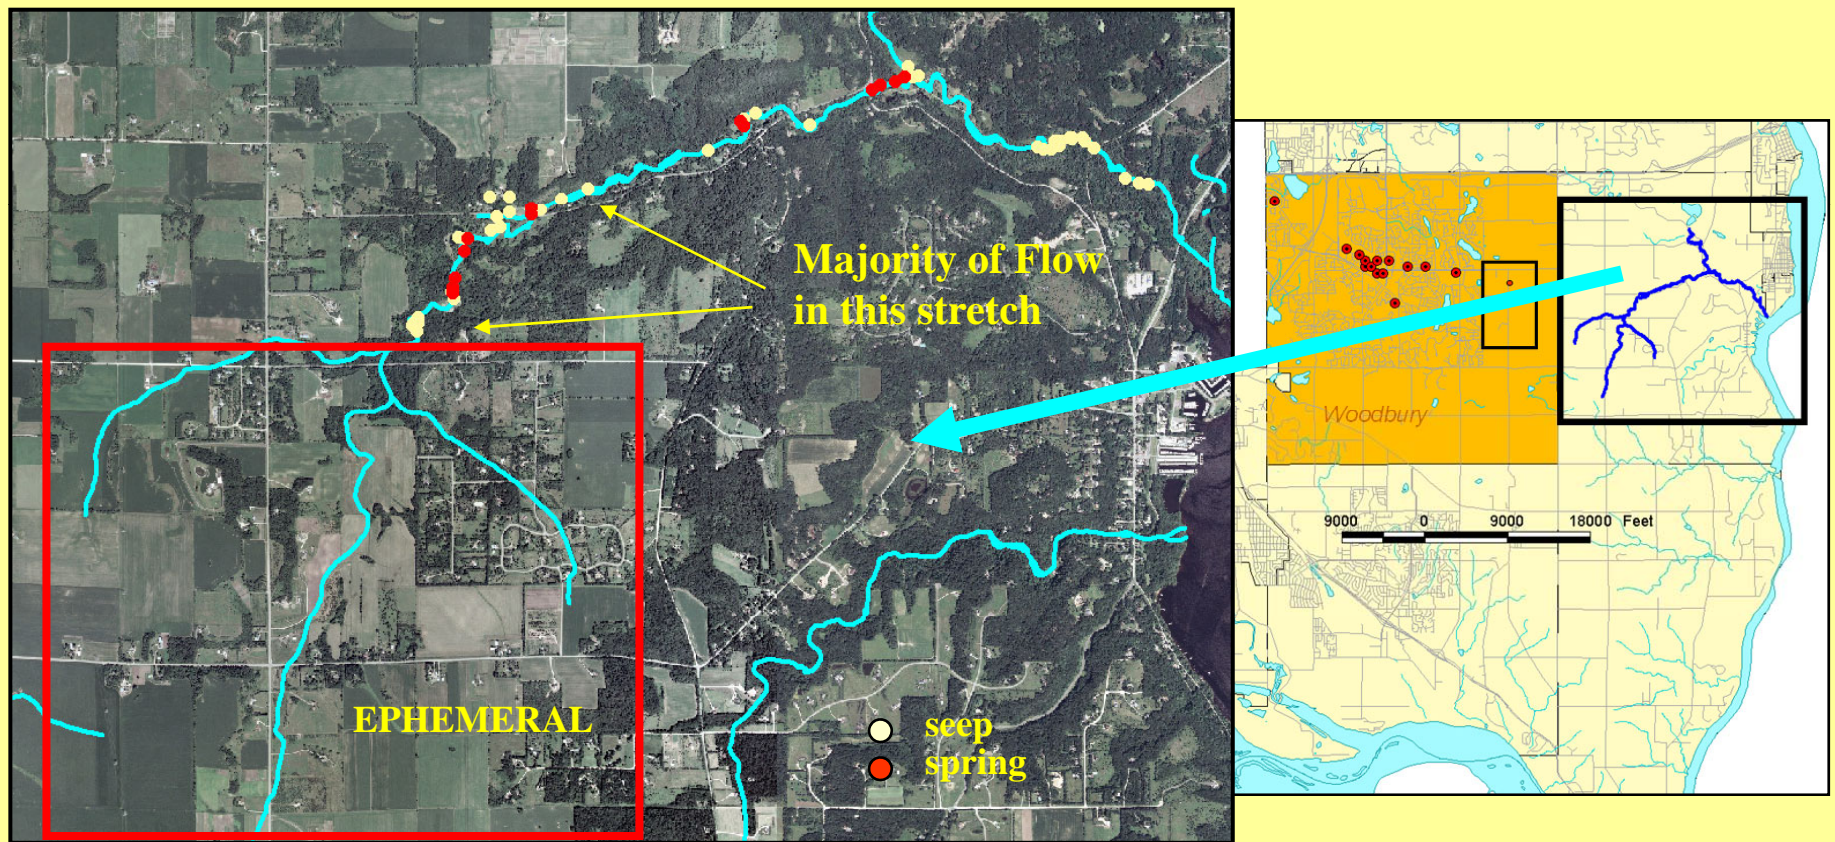 Majority of Flow
in this stretch
EPHEMERAL
seep
spring
Woodbury
9000 0 9000 18000 Feet